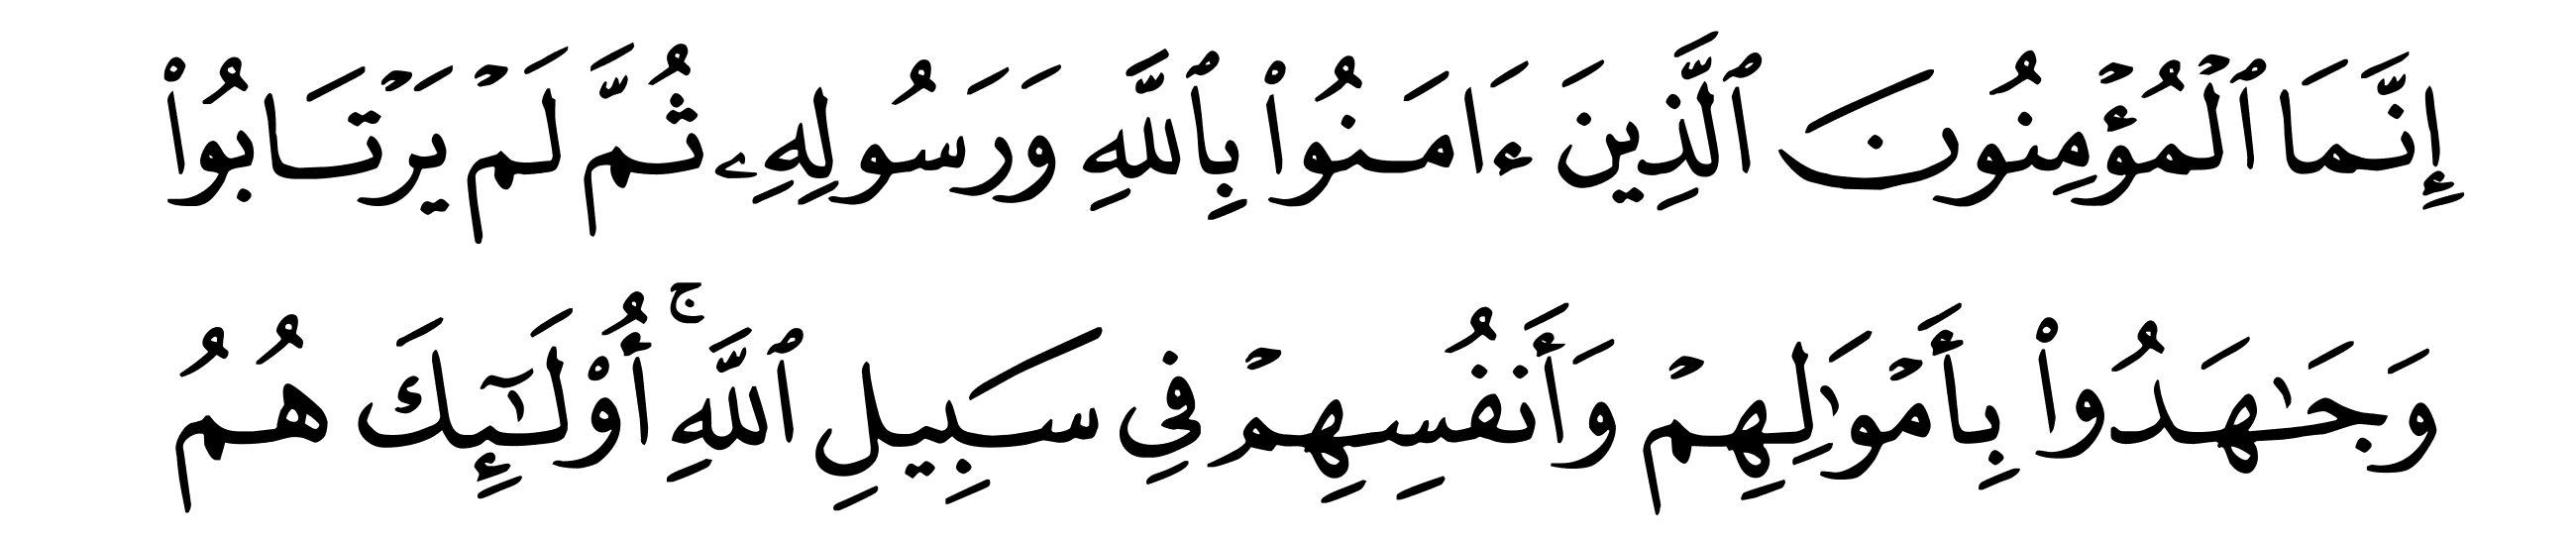 إِنَّمَا ٱلْمُؤْمِنُونَ ٱلَّذِينَ ءَامَنُوا۟ بِٱللَّهِ وَرَسُولِهِۦ ثُمَّ لَمْ يَرْتَابُوا۟
وَجَـٰهَدُوا۟ بِأَمْوَٰلِهِمْ وَأَنفُسِهِمْ فِى سَبِيلِ ٱللَّهِ ۚ أُو۟لَـٰٓئِكَ هُمُ